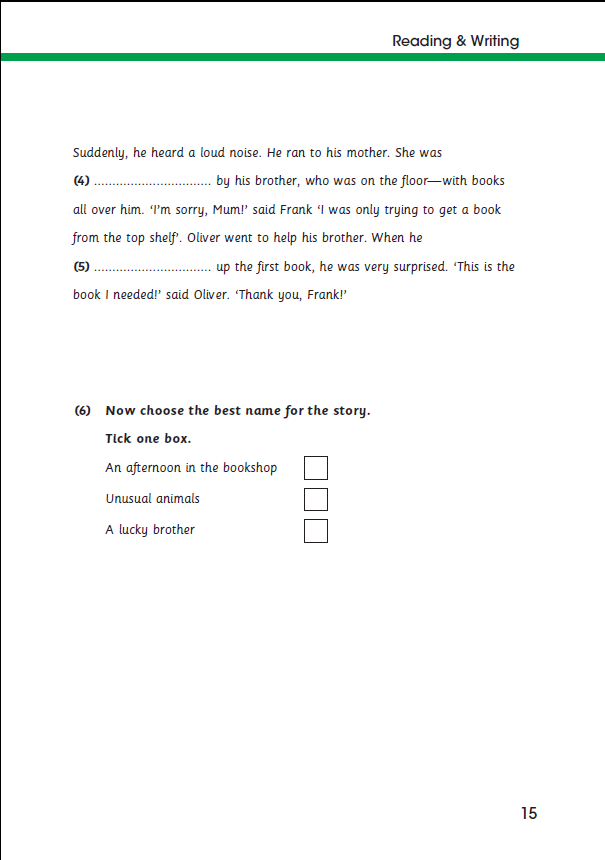 Reading & Writing
Suddenly, he heard a loud noise. He ran to his mother. She was
(4) ................................ by his brother, who was on the floor—with books
all over him. ‘I’m sorry, Mum!’ said Frank ‘I was only trying to get a book
from the top shelf’. Oliver went to help his brother. When he
(5) ................................ up the first book, he was very surprised. ‘This is the
book I needed!’ said Oliver. ‘Thank you, Frank!’
(6) Now choose the best name for the story.
Tick one box.
An afternoon in the bookshop
Unusual animals
A lucky brother
15